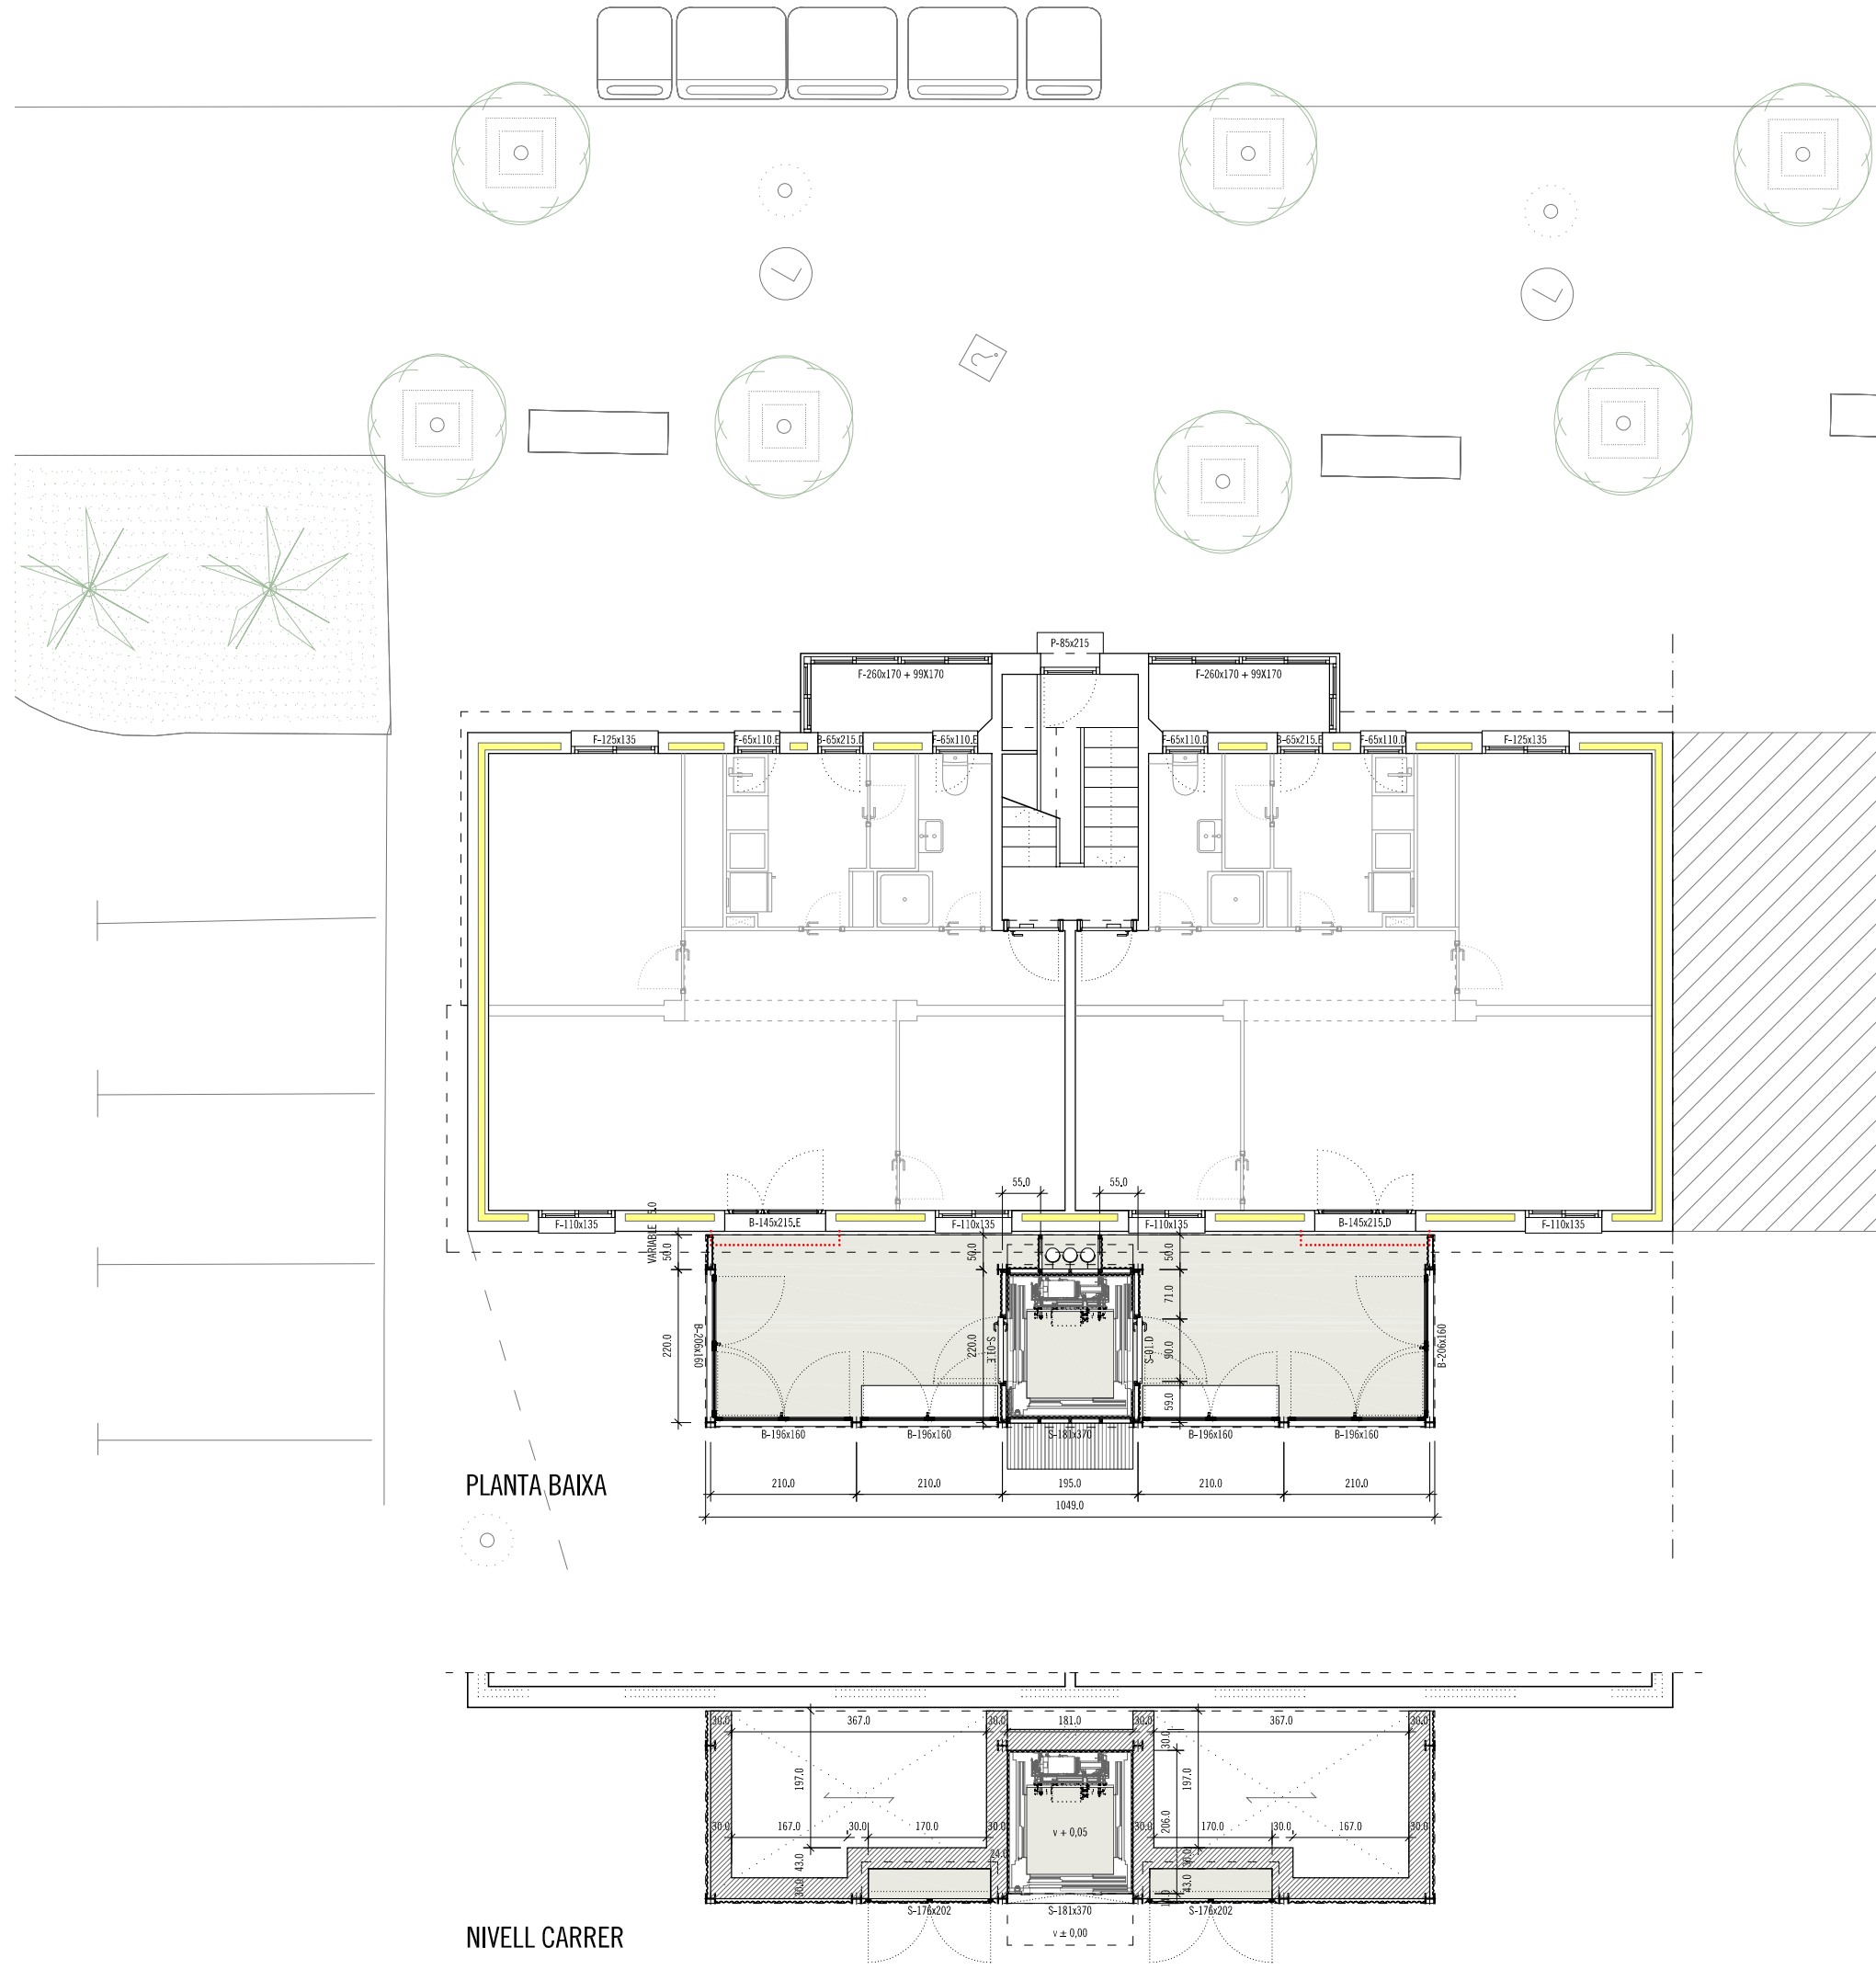 P-85x215
F-260x170 + 99X170
F-260x170 + 99X170
F-125x135
F-65x110.E
B-65x215.D
F-65x110.E
F-65x110.D
B-65x215.E
F-65x110.D
F-125x135
55.0
55.0
F-110x135
VARIABLE
5.0
B-145x215.E
F-110x135
F-110x135
B-145x215.D
F-110x135
50.0
50.0
50.0
71.0
220.0
B-206x160
220.0
S-01.E
S-01.D
90.0
B-206x160
59.0
B-196x160
B-196x160
S-181x370
B-196x160
B-196x160
PLANTA BAIXA
210.0
210.0
195.0
210.0
210.0
1049.0
30.0
367.0
30.0
181.0
30.0
367.0
30.0
30.0
197.0
197.0
206.0
30.0
167.0
30.0
170.0
v + 0,05
30.0
170.0
30.0
167.0
30.0
24.0
43.0
30.0
30.0
43.0
S-176x202
S-181x370
S-176x202
v ± 0,00
NIVELL CARRER
?